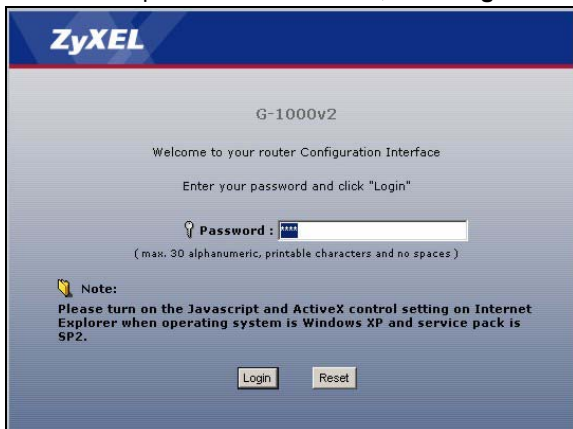 ZyXEL
G-1000v2
Welcome to your router Configuration Interface
Enter your password and click "Login"
Password : ****
( max. 30 alphanumeric, printable characters and no spaces )
Note:
Please turn on the Javascript and ActiveX control setting on Internet
Explorer when operating system is Windows XP and service pack is
SP2.
Login Reset